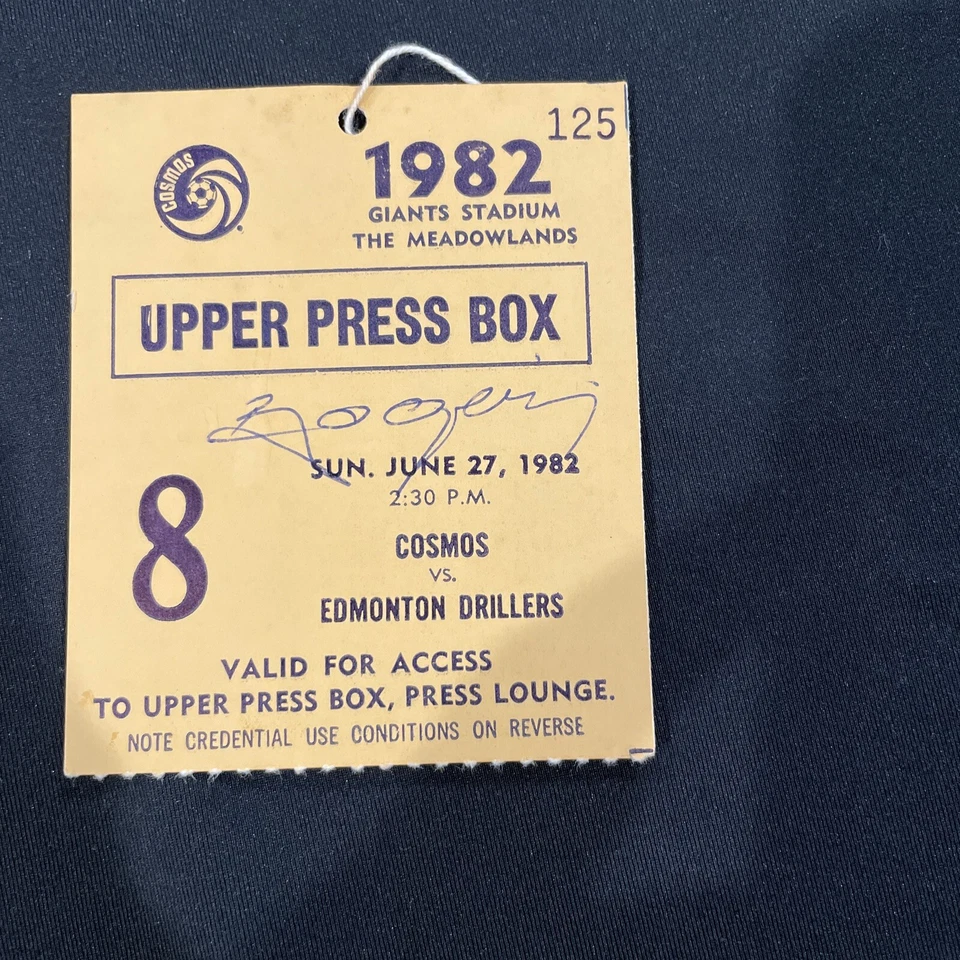 125
COSMOS
1982
GIANTS STADIUM
THE MEADOWLANDS
UPPER PRESS BOX
Rogers
SUN. JUNE 27, 1982
2:30 P.M.
8
COSMOS
VS.
EDMONTON DRILLERS
VALID FOR ACCESS
TO UPPER PRESS BOX, PRESS LOUNGE.
NOTE CREDENTIAL USE CONDITIONS ON REVERSE